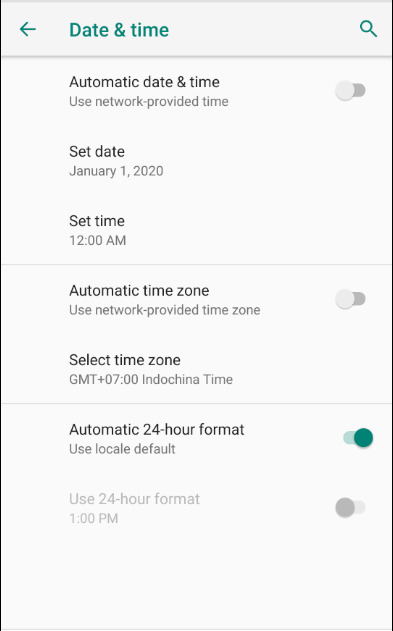 Date & time
Automatic date & time
Use network-provided time
Set date
January 1, 2020
Set time
12:00 AM
Automatic time zone
Use network-provided time zone
Select time zone
GMT+07:00 Indochina Time
Automatic 24-hour format
Use locale default
Use 24-hour format
1:00 PM